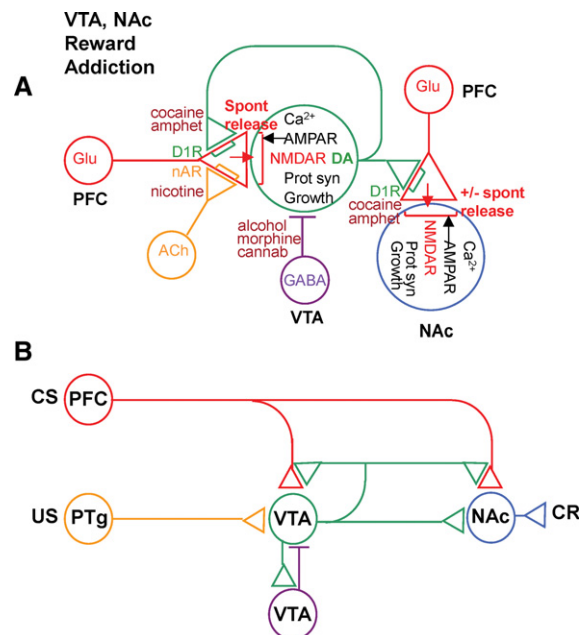 VTA, NAc
Reward
Addiction
A
Glu
PFC
cocaine
amphet
Spont
release
Ca²⁺
AMPAR
D1R
NMDAR DA
Glu
PFC
nAR
nicotine
Prot syn
Growth
D1R
cocaine
amphet
+/- spont
release
ACh
alcohol
morphine
cannab
NMDAR
Prot syn
Growth
AMPAR
Ca²⁺
GABA
VTA
NAc
B
CS PFC
US PTg
VTA
NAc
CR
VTA